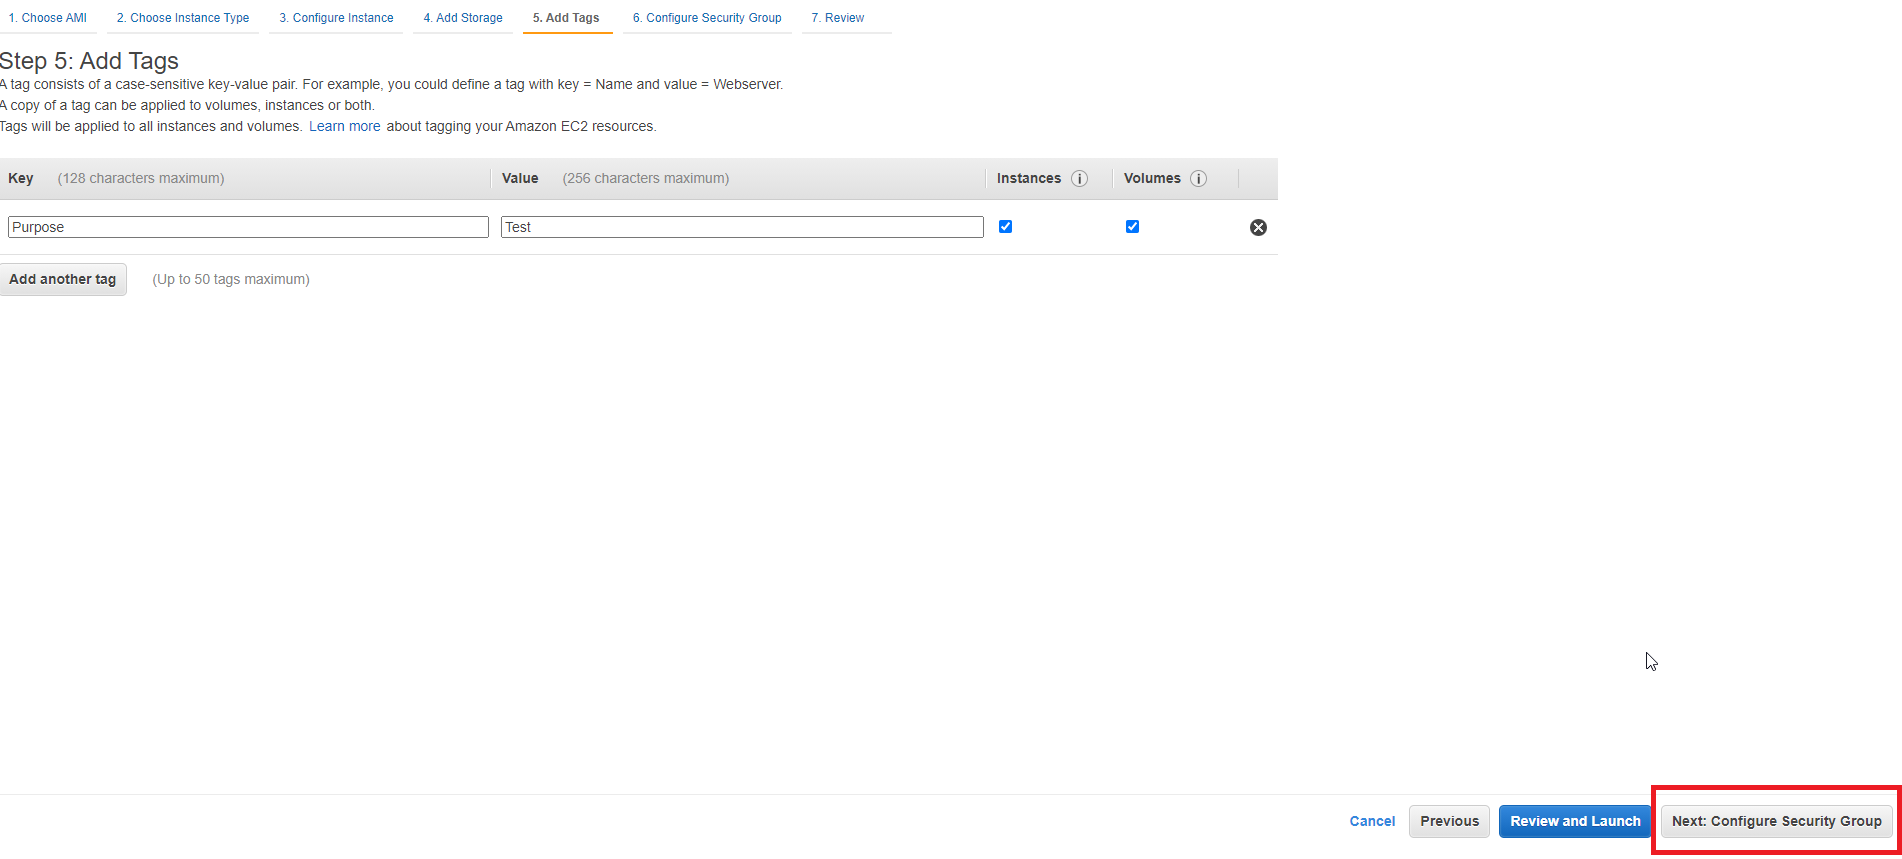 1. Choose AMI 2. Choose Instance Type 3. Configure Instance 4. Add Storage 5. Add Tags 6. Configure Security Group 7. Review
Step 5: Add Tags
A tag consists of a case-sensitive key-value pair. For example, you could define a tag with key = Name and value = Webserver.
A copy of a tag can be applied to volumes, instances or both.
Tags will be applied to all instances and volumes. Learn more about tagging your Amazon EC2 resources.
Key (128 characters maximum) Value (256 characters maximum) Instances i Volumes i
Purpose Test
Add another tag (Up to 50 tags maximum)
Cancel Previous Review and Launch Next: Configure Security Group